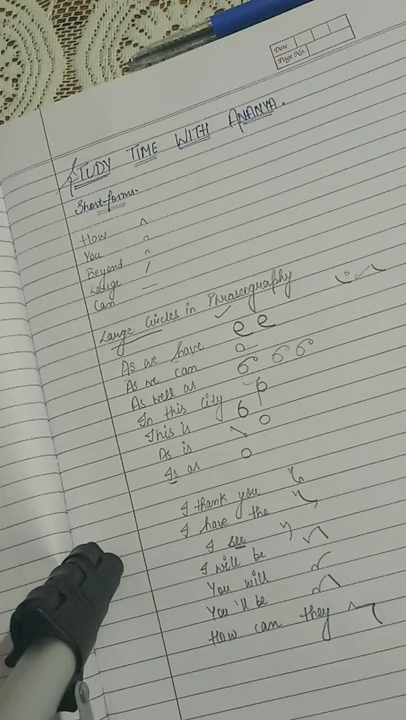 Date
Page No.
STUDY TIME WITH ANANYA.
Short-forms.
How
You
Beyond
Large
Can
Large Circles in Phraseography
As we have
As we can
As well as
In this city
This is
As is
Is as
I thank you
I have the
I see
I will be
You will
You'll be
How can they